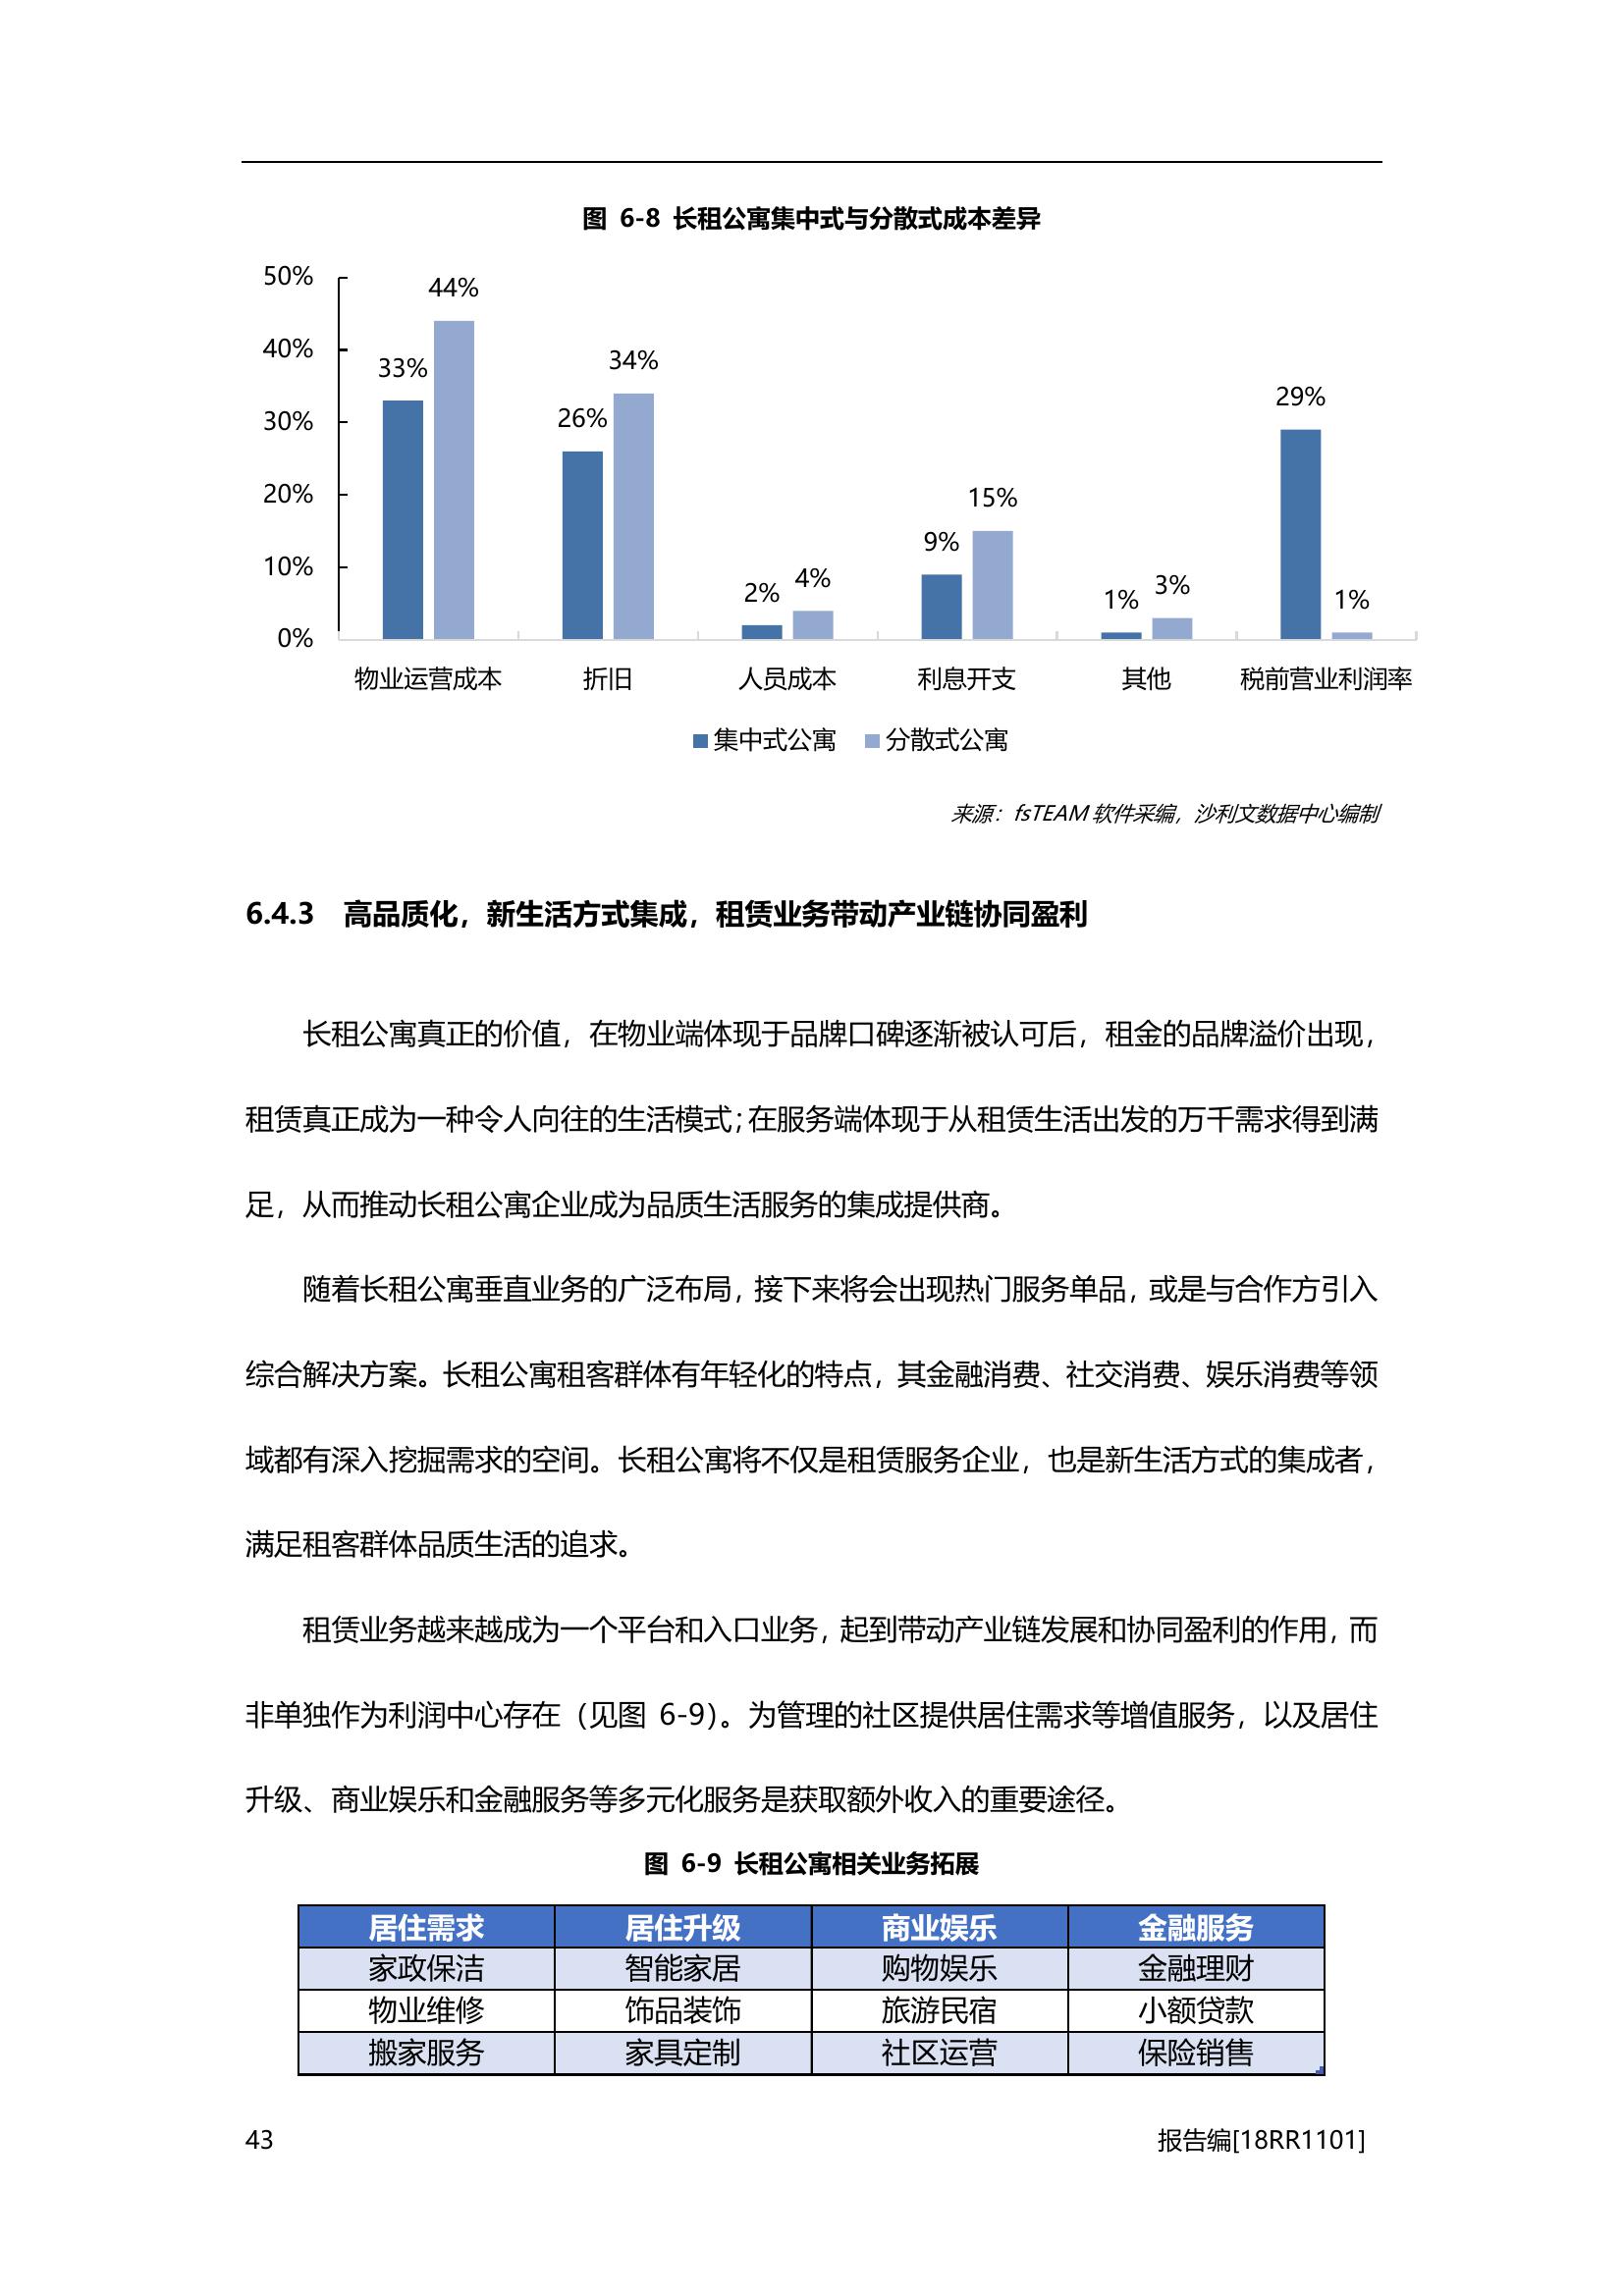 图 6-8 长租公寓集中式与分散式成本差异
50%
40%
30%
20%
10%
0%
33% 44%
26% 34%
2% 4%
9% 15%
1% 3%
29% 1%
物业运营成本 折旧 人员成本 利息开支 其他 税前营业利润率
集中式公寓 分散式公寓
来源：fsTEAM 软件采编，沙利文数据中心编制
6.4.3 高品质化，新生活方式集成，租赁业务带动产业链协同盈利
长租公寓真正的价值，在物业端体现于品牌口碑逐渐被认可后，租金的品牌溢价出现，
租赁真正成为一种令人向往的生活模式；在服务端体现于从租赁生活出发的万千需求得到满
足，从而推动长租公寓企业成为品质生活服务的集成提供商。
随着长租公寓垂直业务的广泛布局，接下来将会出现热门服务单品，或是与合作方引入
综合解决方案。长租公寓租客群体有年轻化的特点，其金融消费、社交消费、娱乐消费等领
域都有深入挖掘需求的空间。长租公寓将不仅是租赁服务企业，也是新生活方式的集成者，
满足租客群体品质生活的追求。
租赁业务越来越成为一个平台和入口业务，起到带动产业链发展和协同盈利的作用，而
非单独作为利润中心存在（见图 6-9）。为管理的社区提供居住需求等增值服务，以及居住
升级、商业娱乐和金融服务等多元化服务是获取额外收入的重要途径。
图 6-9 长租公寓相关业务拓展
居住需求 居住升级 商业娱乐 金融服务
家政保洁 智能家居 购物娱乐 金融理财
物业维修 饰品装饰 旅游民宿 小额贷款
搬家服务 家具定制 社区运营 保险销售
43 报告编[18RR1101]